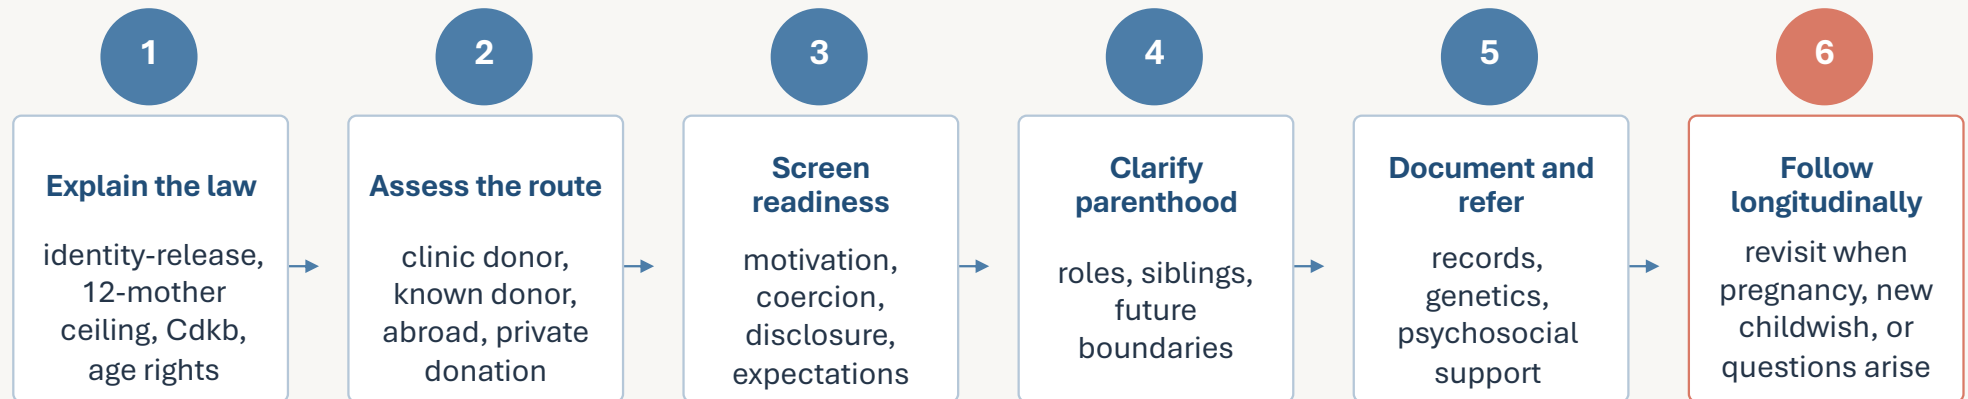 1
Explain the law
identity-release,
12-mother
ceiling, Cdkb,
age rights
2
Assess the route
clinic donor,
known donor,
abroad, private
donation
3
Screen
readiness
motivation,
coercion,
disclosure,
expectations
4
Clarify
parenthood
roles, siblings,
future
boundaries
5
Document and
refer
records,
genetics,
psychosocial
support
6
Follow
longitudinally
revisit when
pregnancy, new
childwish, or
questions arise